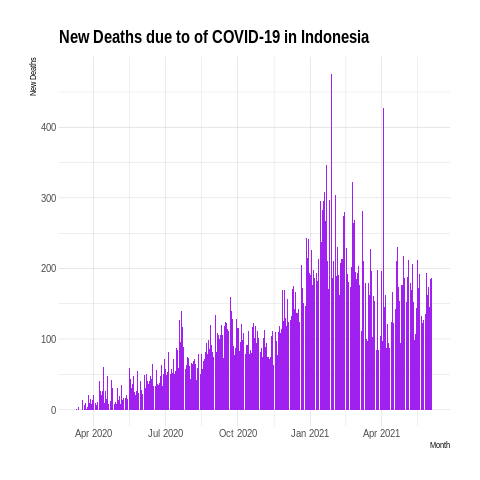 New Deaths due to of COVID-19 in Indonesia
New Deaths
400
300
200
100
0
Apr 2020 Jul 2020 Oct 2020 Jan 2021 Apr 2021
Month